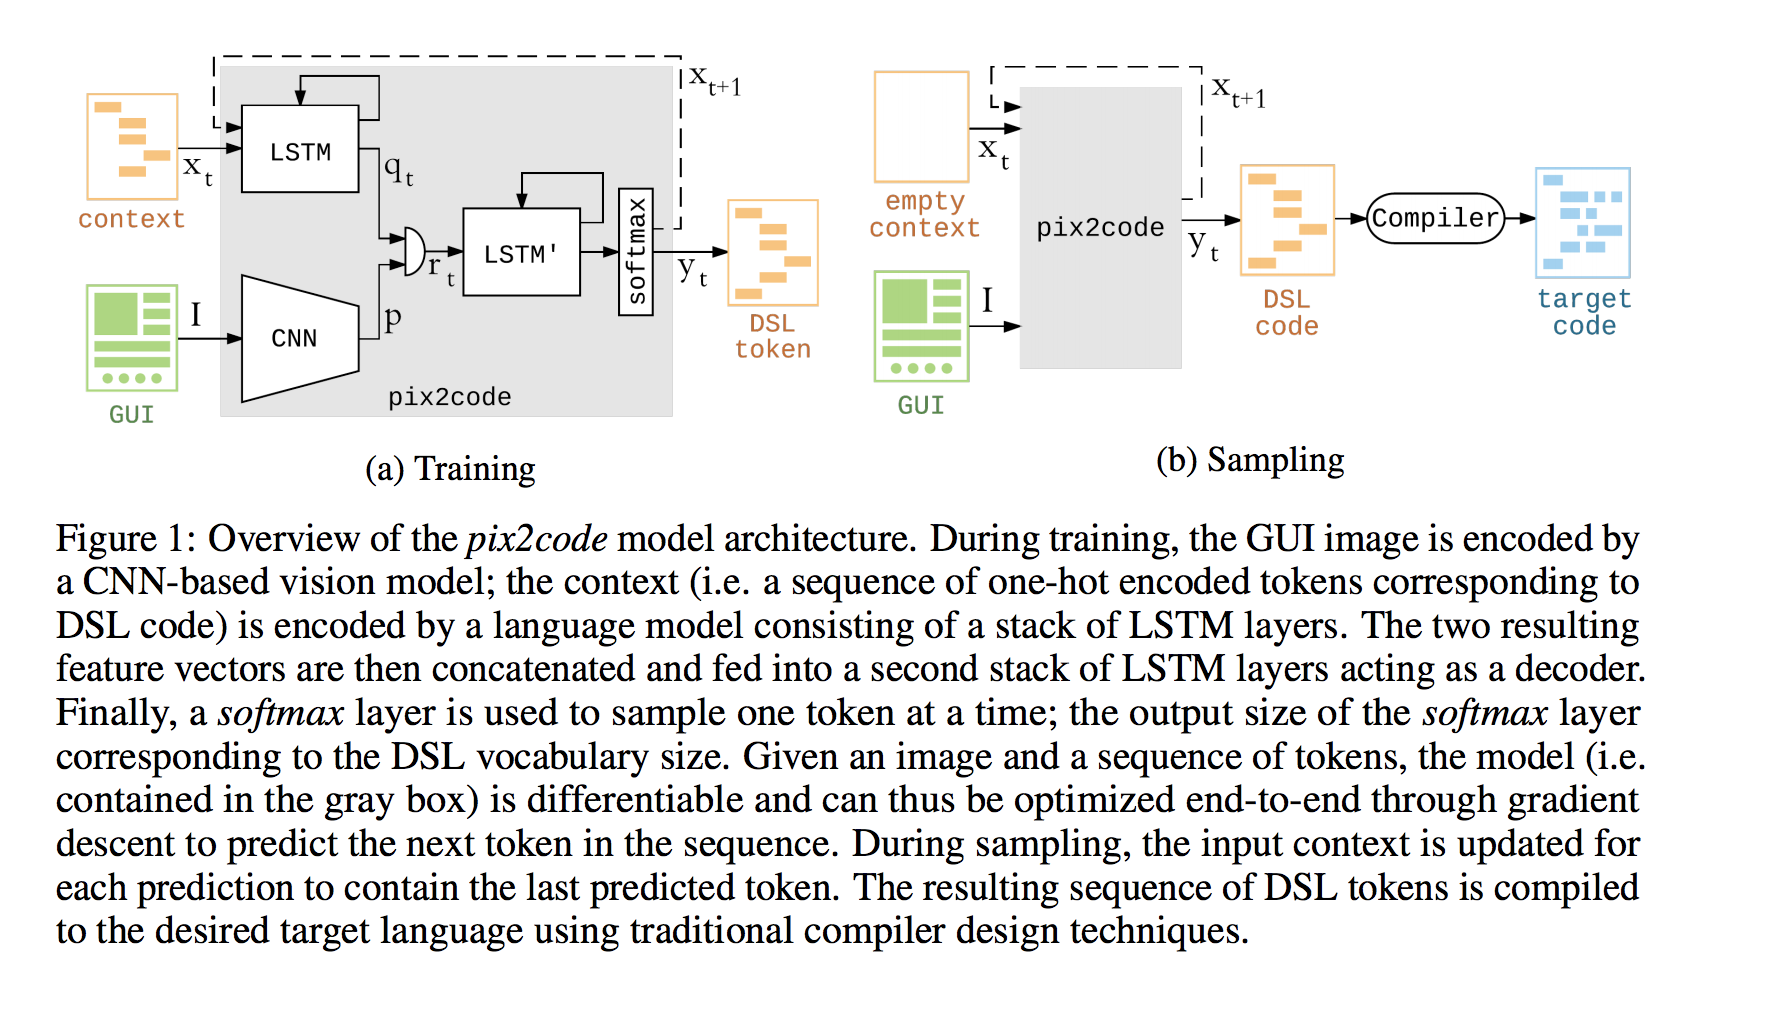 x t+1
LSTM
x t
q t
context
LSTM'
softmax
r t
y t
I
CNN
p
DSL
token
GUI
pix2code
(a) Training
x t+1
x t
empty
context
pix2code
y t
Compiler
I
DSL
code
target
code
GUI
(b) Sampling
Figure 1: Overview of the pix2code model architecture. During training, the GUI image is encoded by
a CNN-based vision model; the context (i.e. a sequence of one-hot encoded tokens corresponding to
DSL code) is encoded by a language model consisting of a stack of LSTM layers. The two resulting
feature vectors are then concatenated and fed into a second stack of LSTM layers acting as a decoder.
Finally, a softmax layer is used to sample one token at a time; the output size of the softmax layer
corresponding to the DSL vocabulary size. Given an image and a sequence of tokens, the model (i.e.
contained in the gray box) is differentiable and can thus be optimized end-to-end through gradient
descent to predict the next token in the sequence. During sampling, the input context is updated for
each prediction to contain the last predicted token. The resulting sequence of DSL tokens is compiled
to the desired target language using traditional compiler design techniques.